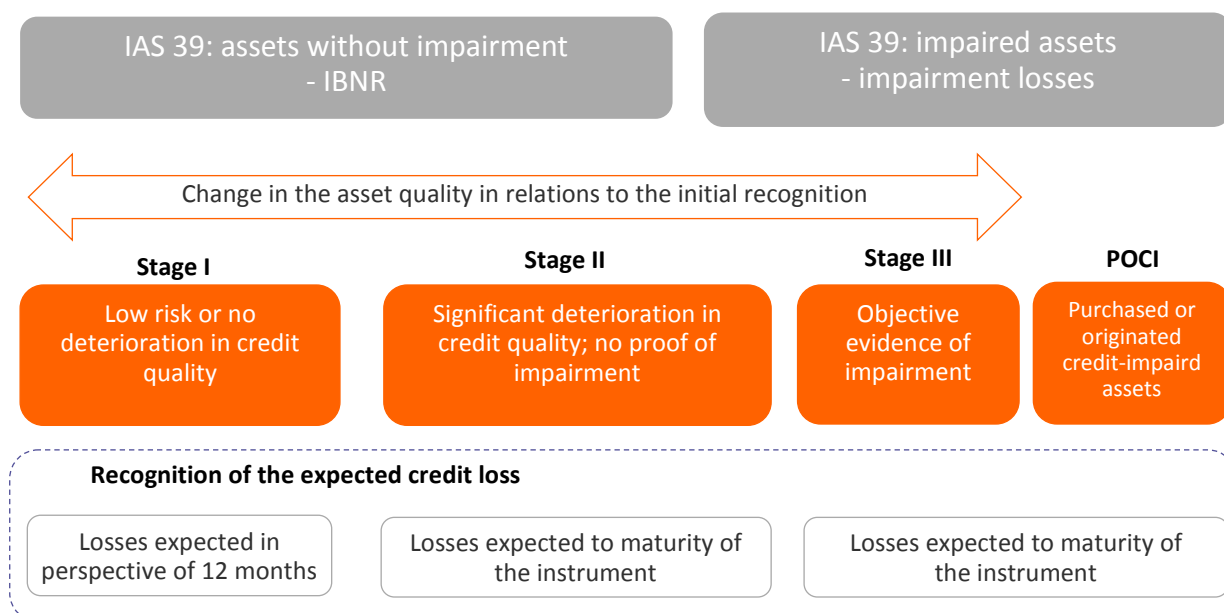 IAS 39: assets without impairment
- IBNR
IAS 39: impaired assets
- impairment losses
Change in the asset quality in relations to the initial recognition
Stage I
Stage II
Stage III
POCI
Low risk or no
deterioration in credit
quality
Significant deterioration in
credit quality; no proof of
impairment
Objective
evidence of
impairment
Purchased or
originated
credit-impaird
assets
Recognition of the expected credit loss
Losses expected in
perspective of 12 months
Losses expected to maturity of
the instrument
Losses expected to maturity of
the instrument